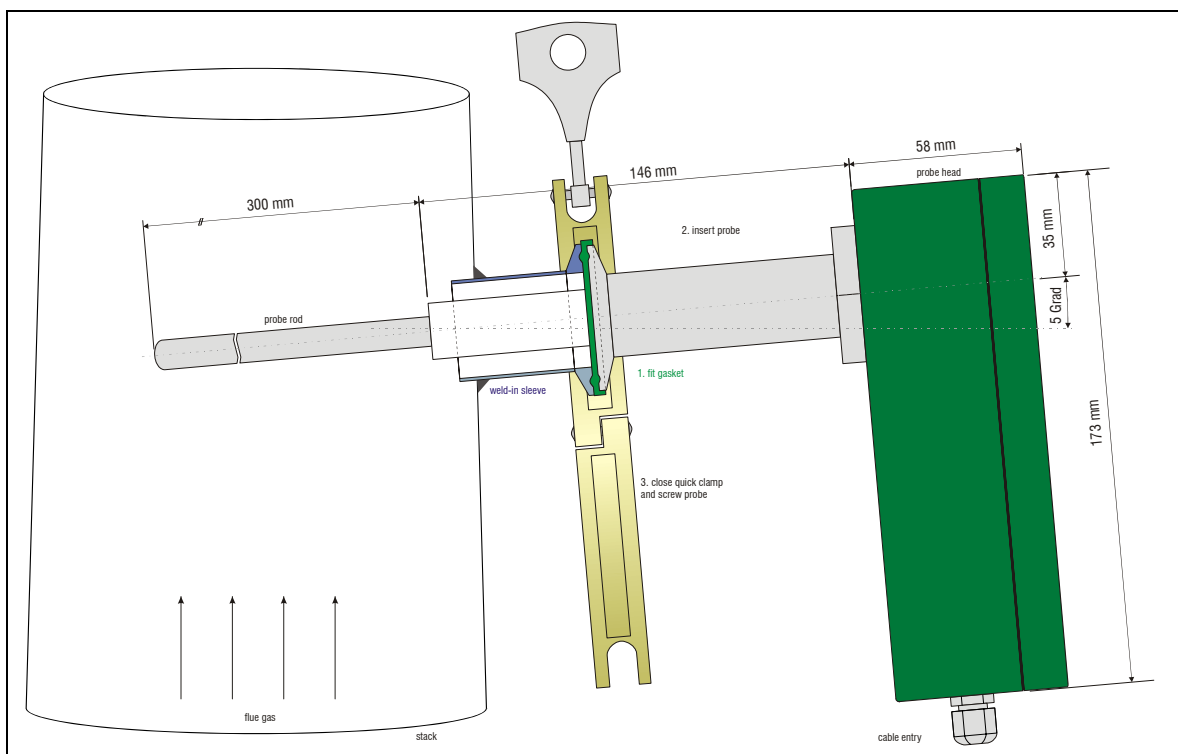 58 mm
probe head
146 mm
300 mm
35 mm
2. insert probe
5 Grad
probe rod
1. fit gasket
weld-in sleeve
173 mm
3. close quick clamp
and screw probe
flue gas
stack
cable entry